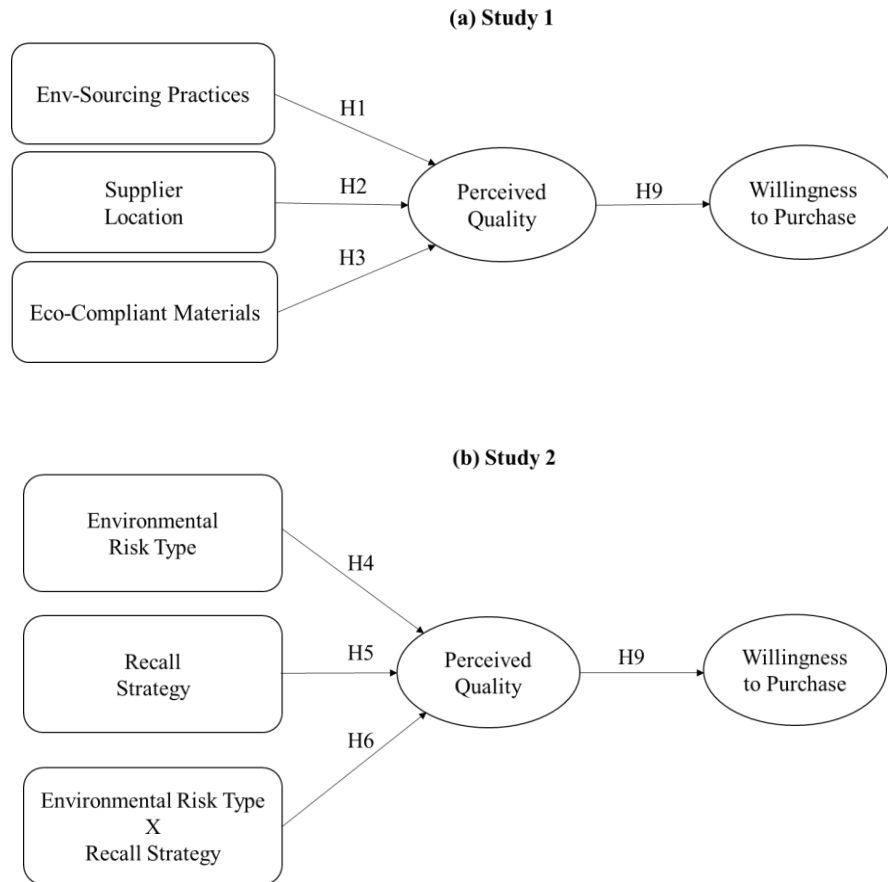 (a) Study 1
Env-Sourcing Practices
H1
Supplier
Location
H2
Perceived
Quality
H9
Willingness
to Purchase
H3
Eco-Compliant Materials
(b) Study 2
Environmental
Risk Type
H4
Recall
Strategy
H5
Perceived
Quality
H9
Willingness
to Purchase
H6
Environmental Risk Type
X
Recall Strategy